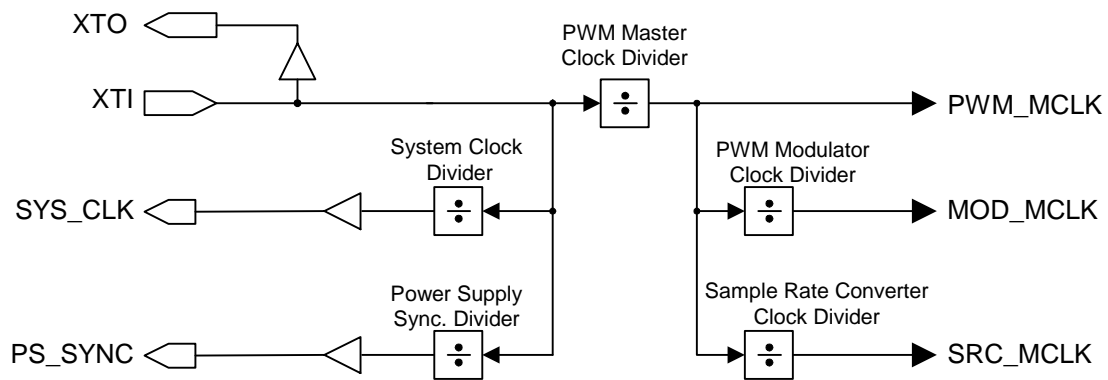 XTO
PWM Master
Clock Divider
XTI
÷
PWM_MCLK
System Clock
Divider
PWM Modulator
Clock Divider
SYS_CLK
÷
÷
MOD_MCLK
Power Supply
Sync. Divider
Sample Rate Converter
Clock Divider
PS_SYNC
÷
÷
SRC_MCLK